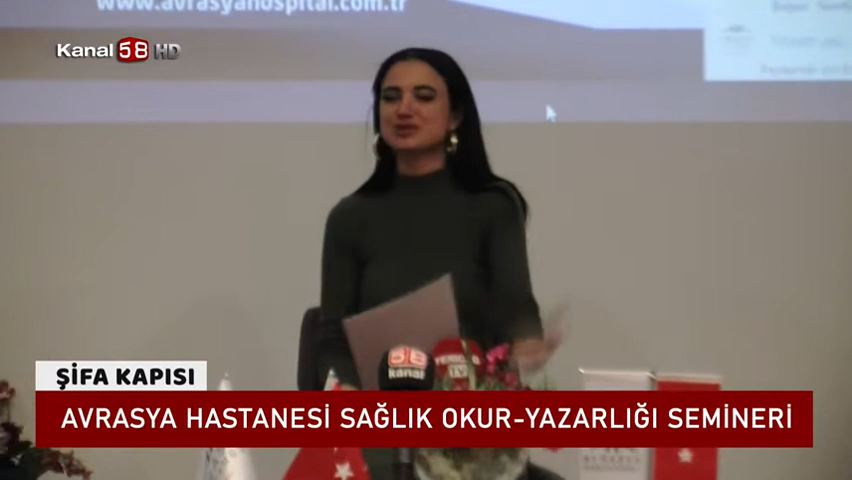 www.avrasyahospital.com.tr
Kanal 58 HD
58
kanal
TV
ŞİFA KAPISI
AVRASYA HASTANESİ SAĞLIK OKUR-YAZARLIĞI SEMİNERİ